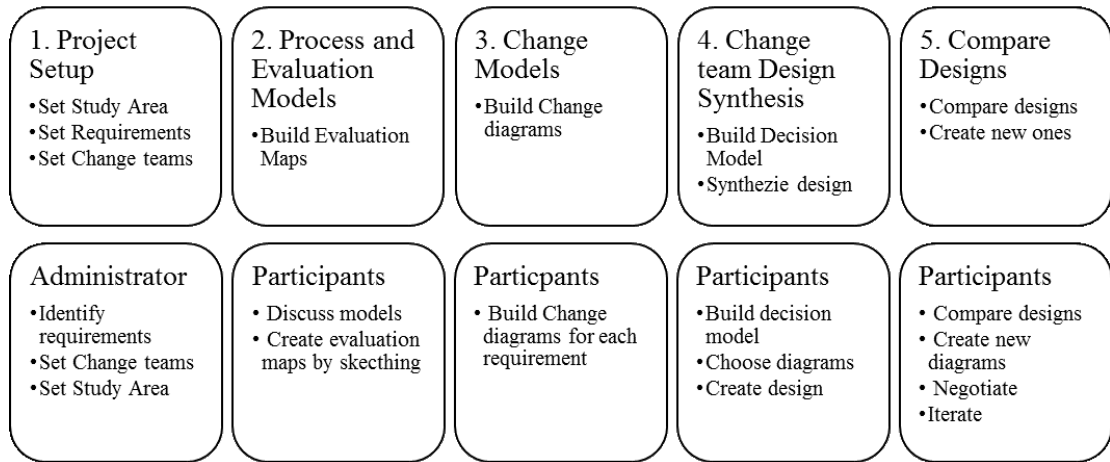 1. Project
Setup
•Set Study Area
•Set Requirements
•Set Change teams
2. Process and
Evaluation
Models
•Build Evaluation
Maps
3. Change
Models
•Build Change
diagrams
4. Change
team Design
Synthesis
•Build Decision
Model
•Synthezie design
5. Compare
Designs
•Compare designs
•Create new ones
Administrator
•Identify
requirements
•Set Change teams
•Set Study Area
Participants
• Discuss models
• Create evaluation
maps by skecthing
Particpants
• Build Change
diagrams for each
requirement
Participants
•Build decision
model
•Choose diagrams
•Create design
Participants
• Compare designs
• Create new
diagrams
• Negotiate
•Iterate